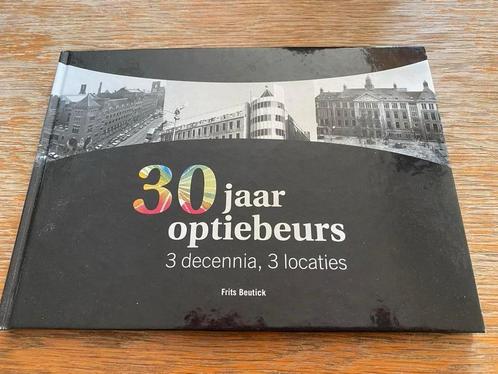 30 jaar
optiebeurs
3 decennia, 3 locaties
Frits Beutick